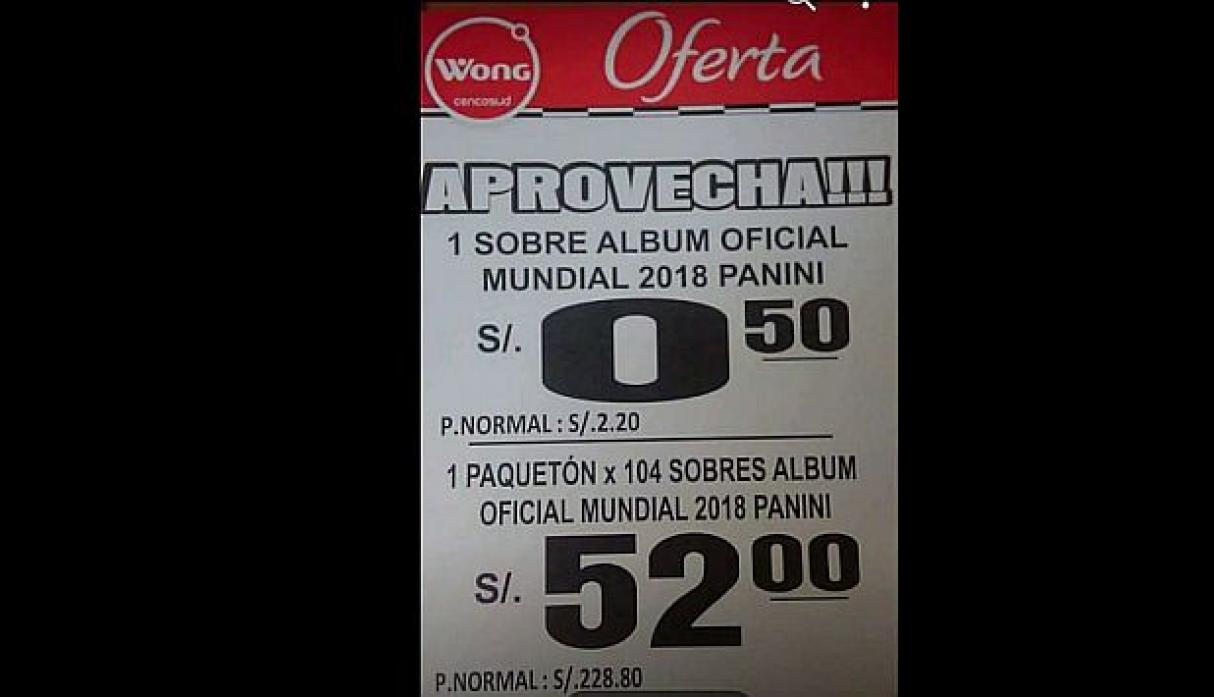 Wong
cencosud
Oferta
APROVECHA!!!
1 SOBRE ALBUM OFICIAL
MUNDIAL 2018 PANINI
S/. 0 50
P.NORMAL : S/.2.20
1 PAQUETÓN x 104 SOBRES ALBUM
OFICIAL MUNDIAL 2018 PANINI
S/. 52 00
P.NORMAL : S/.228.80